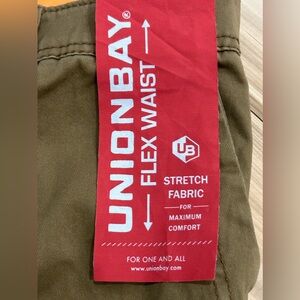 UNIONBAY®
FLEX WAIST
UB
STRETCH
FABRIC
FOR
MAXIMUM
COMFORT
FOR ONE AND ALL
www.unionbay.com